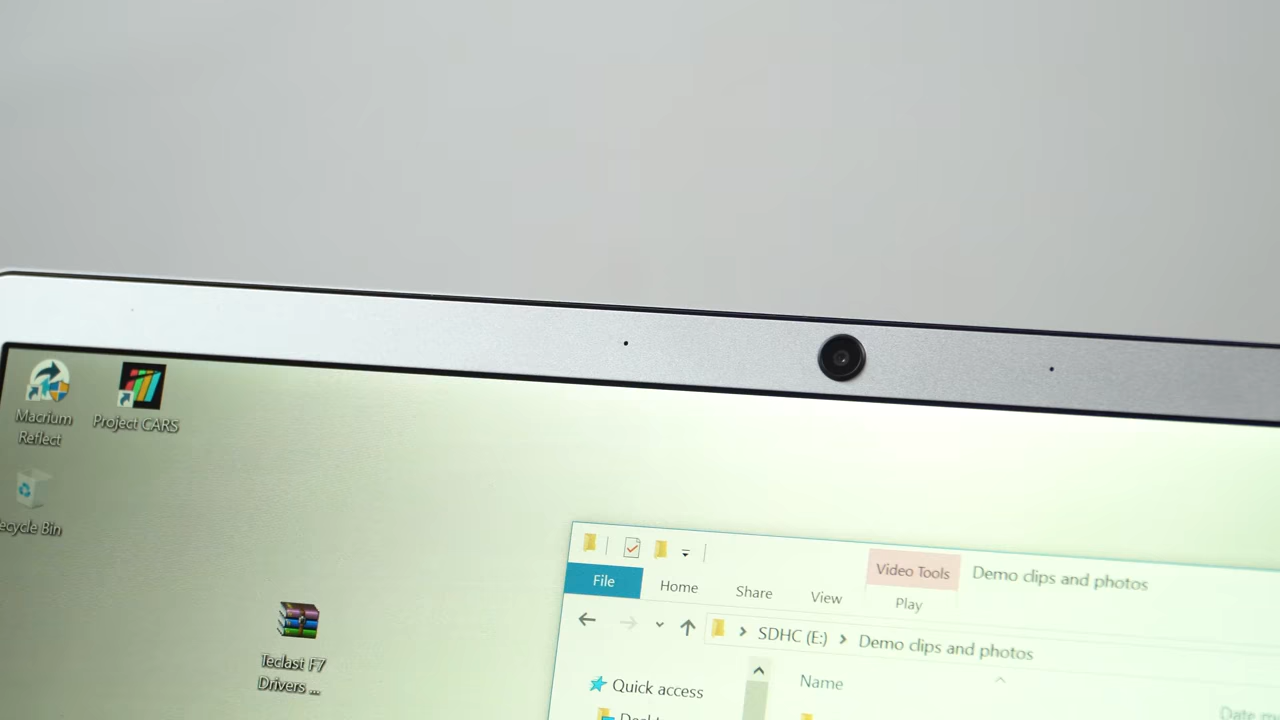 Macrium
Reflect
Project CARS
ecycle Bin
Teclast F7
Drivers ...
Video Tools
Demo clips and photos
File
Home
Share
View
Play
SDHC (E:)
Demo clips and photos
Name
Quick access